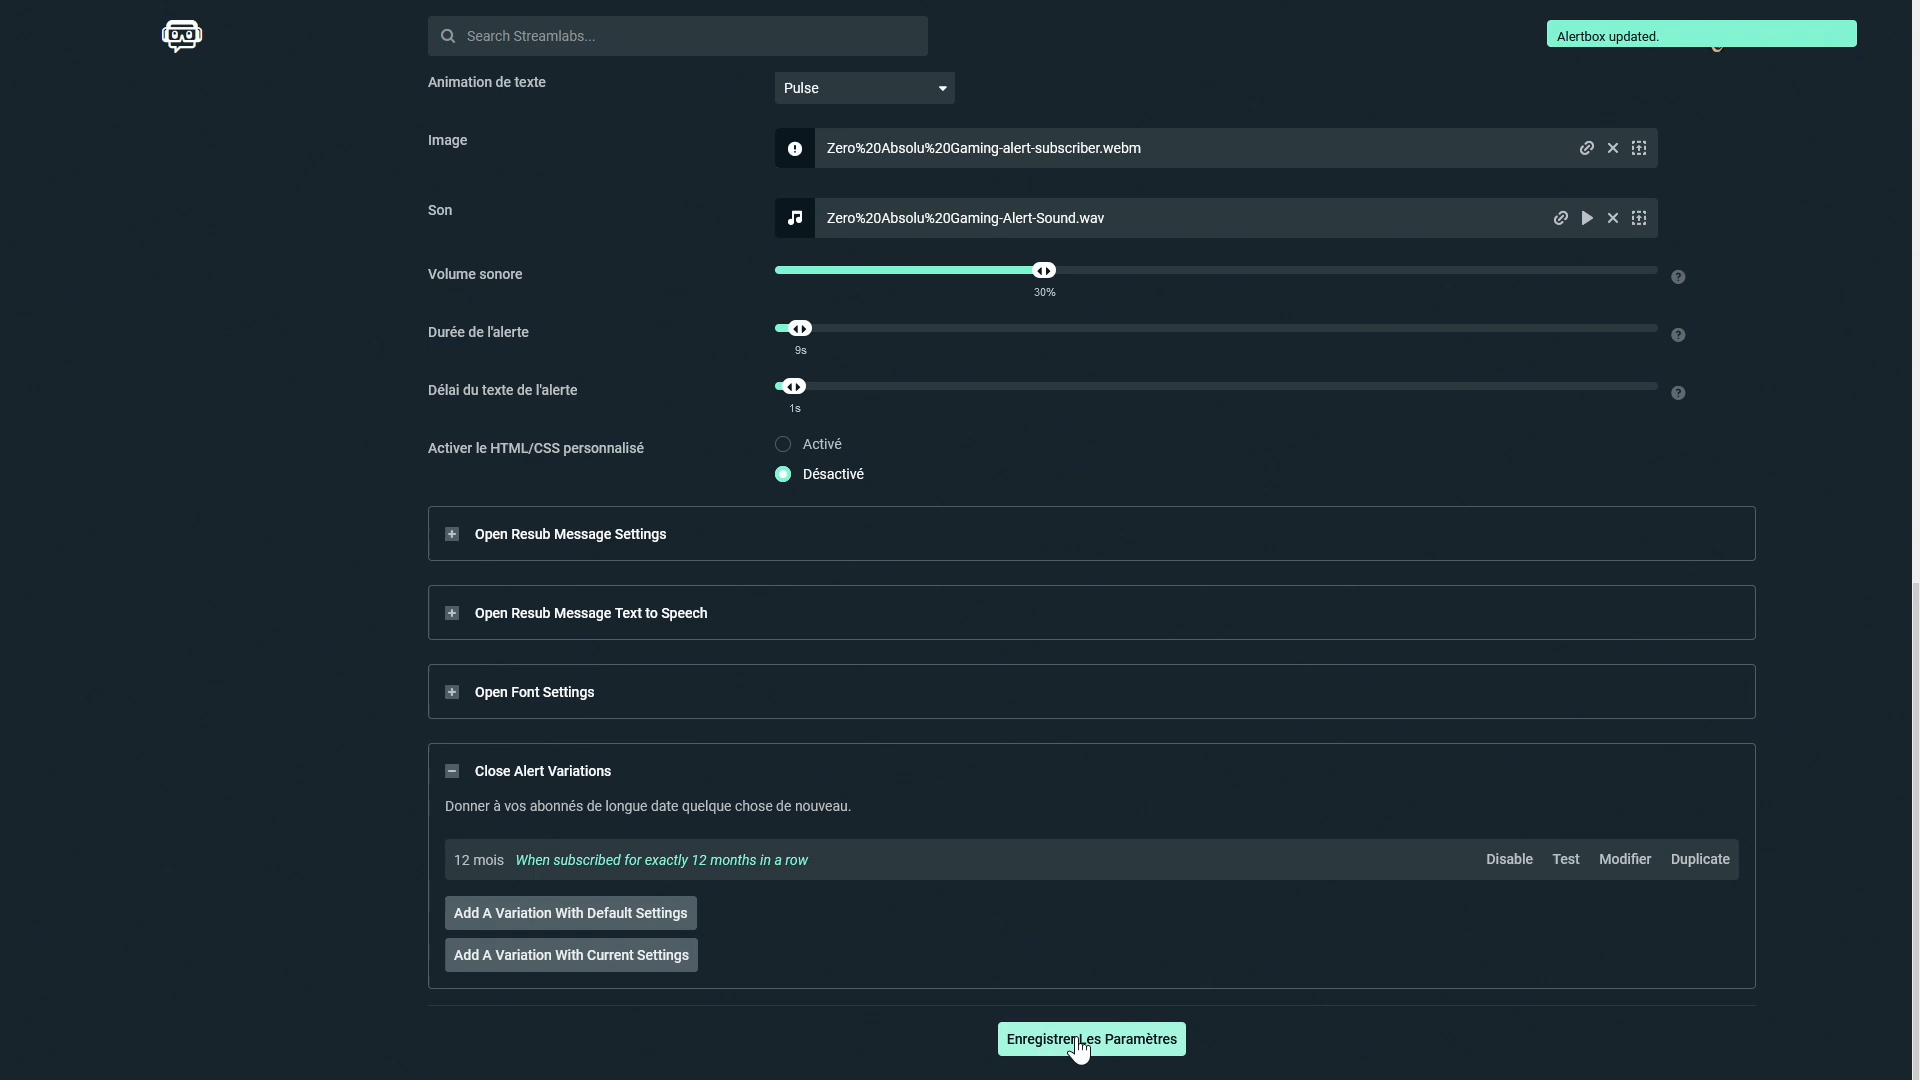 Search Streamlabs...
Alertbox updated.
Animation de texte
Pulse
Image
Zero%20Absolu%20Gaming-alert-subscriber.webm
Son
Zero%20Absolu%20Gaming-Alert-Sound.wav
Volume sonore
30%
Durée de l'alerte
9s
Délai du texte de l'alerte
1s
Activer le HTML/CSS personnalisé
Activé
Désactivé
Open Resub Message Settings
Open Resub Message Text to Speech
Open Font Settings
Close Alert Variations
Donner à vos abonnés de longue date quelque chose de nouveau.
12 mois When subscribed for exactly 12 months in a row Disable Test Modifier Duplicate
Add A Variation With Default Settings
Add A Variation With Current Settings
Enregistrer Les Paramètres